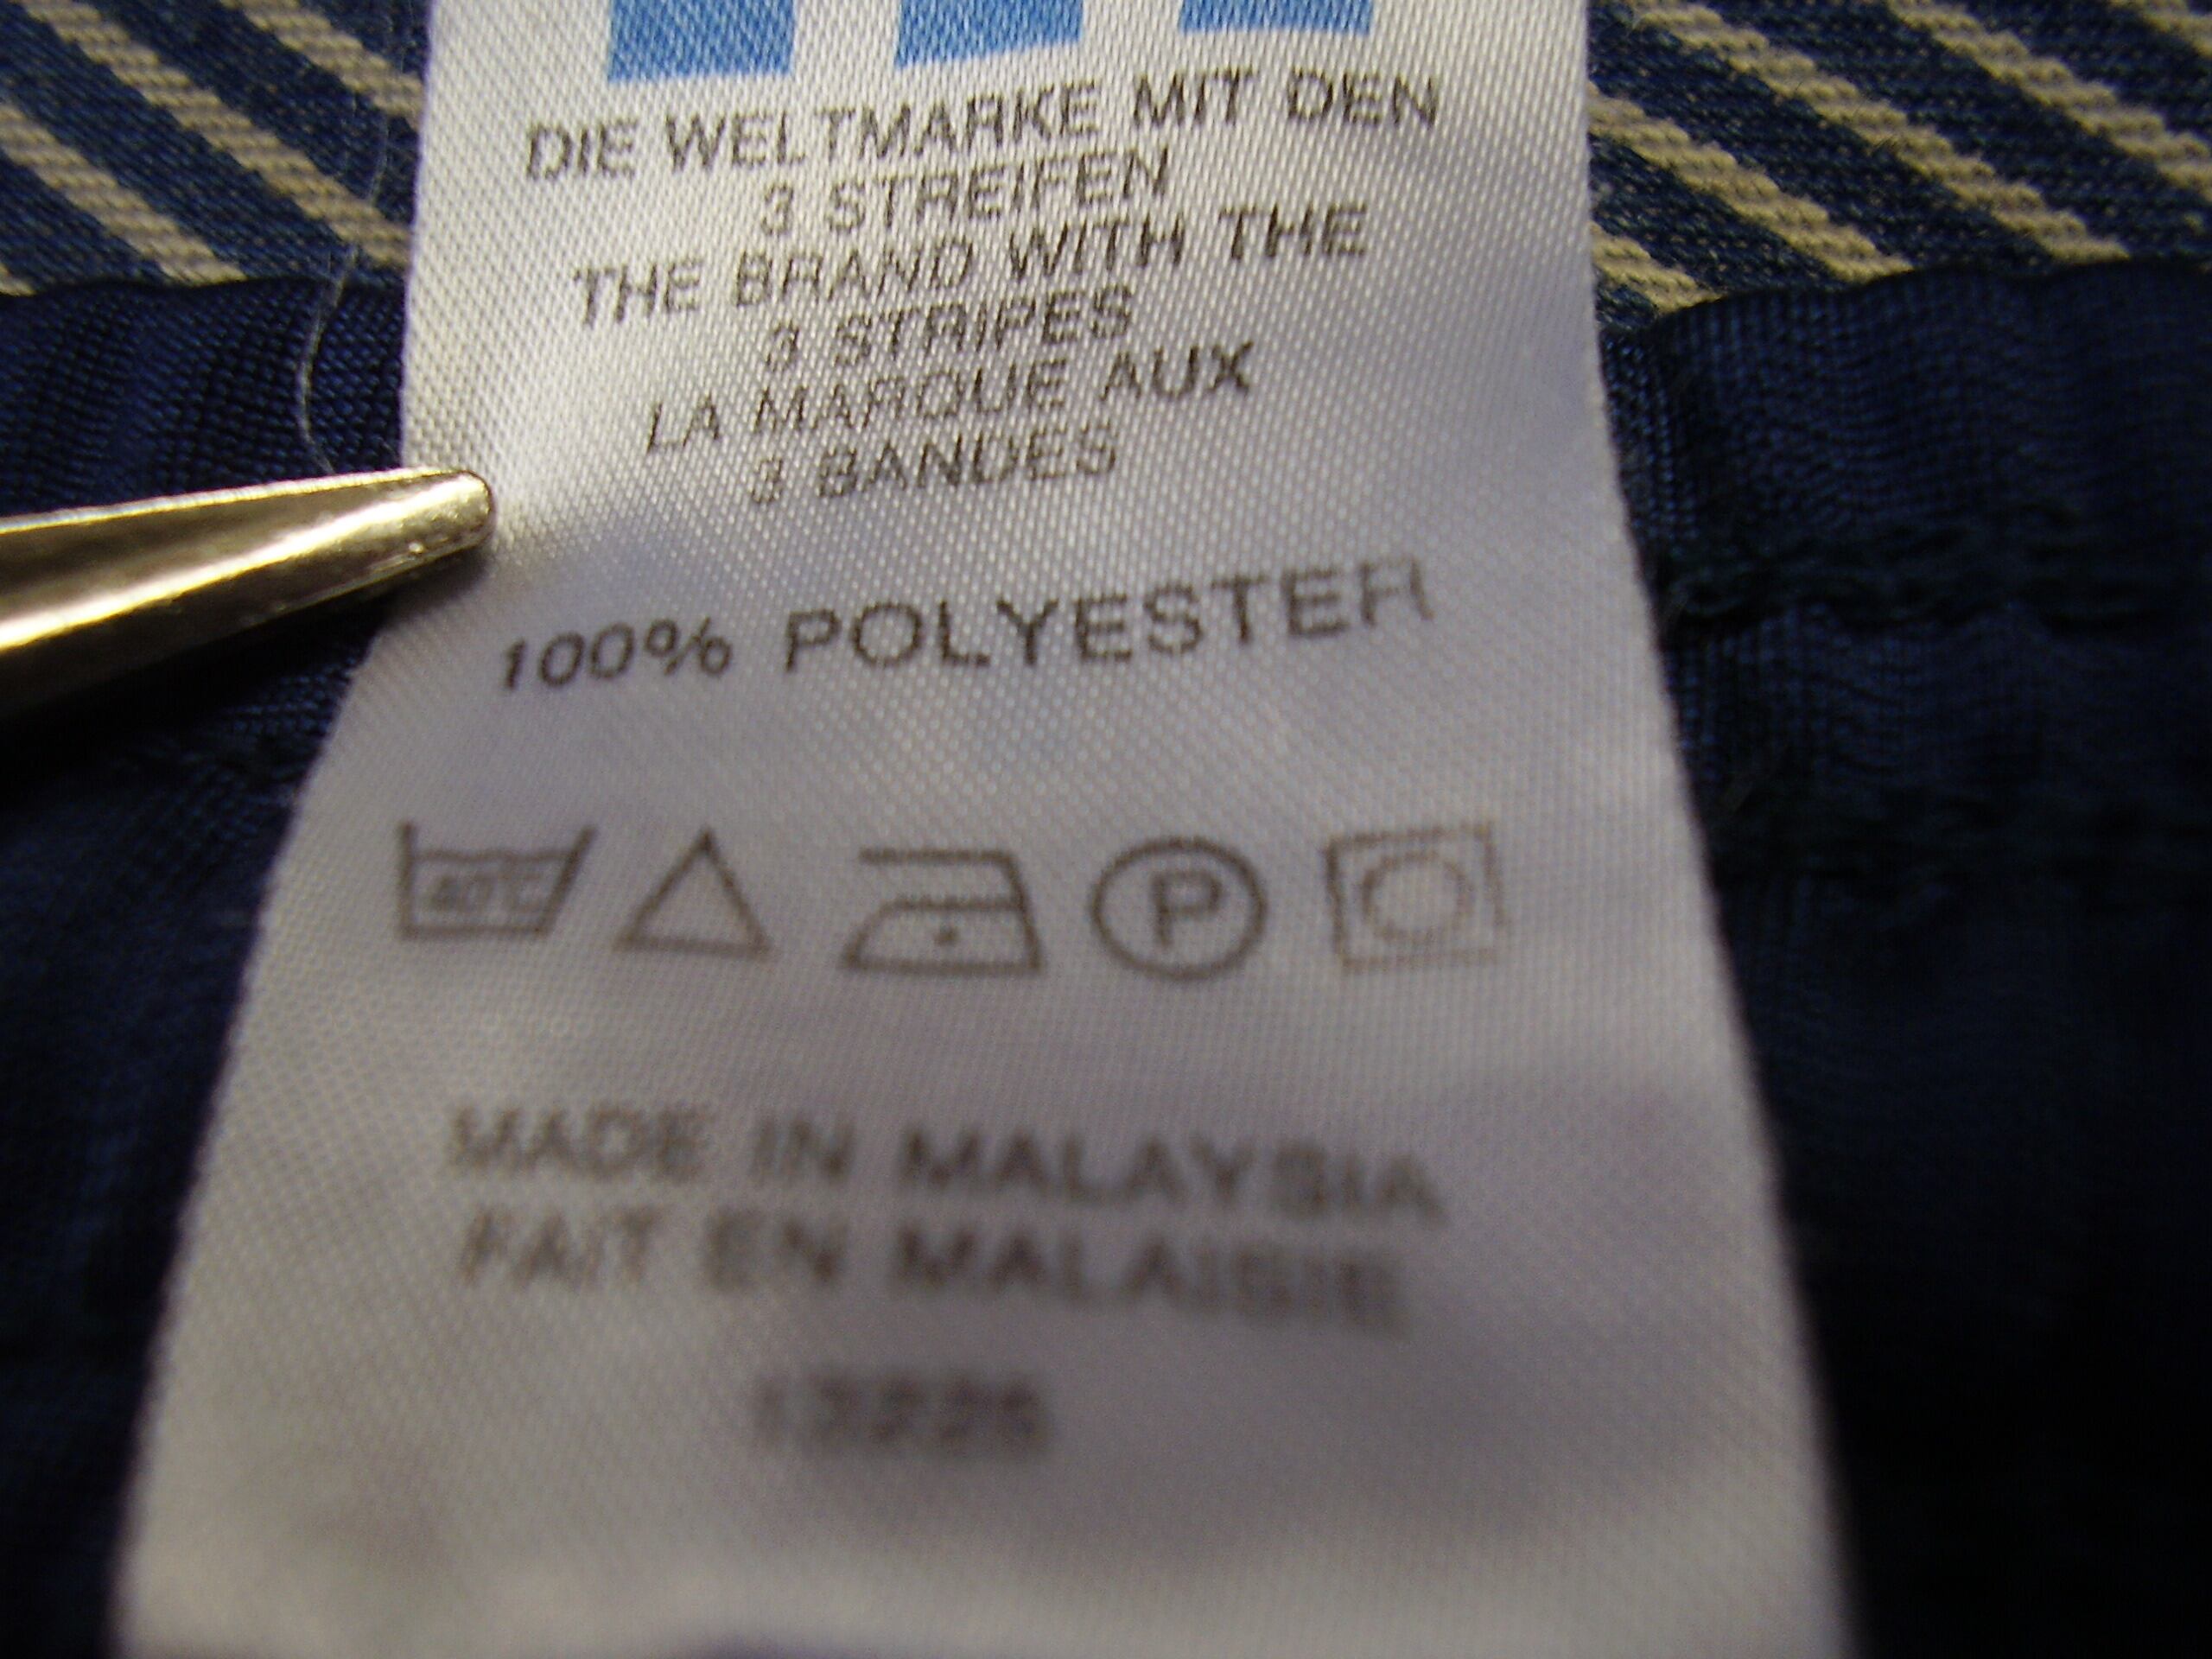 DIE WELTMARKE MIT DEN
3 STREIFEN
THE BRAND WITH THE
3 STRIPES
LA MARQUE AUX
3 BANDES
100% POLYESTER
40°C P
MADE IN MALAYSIA
FAIT EN MALAISIE